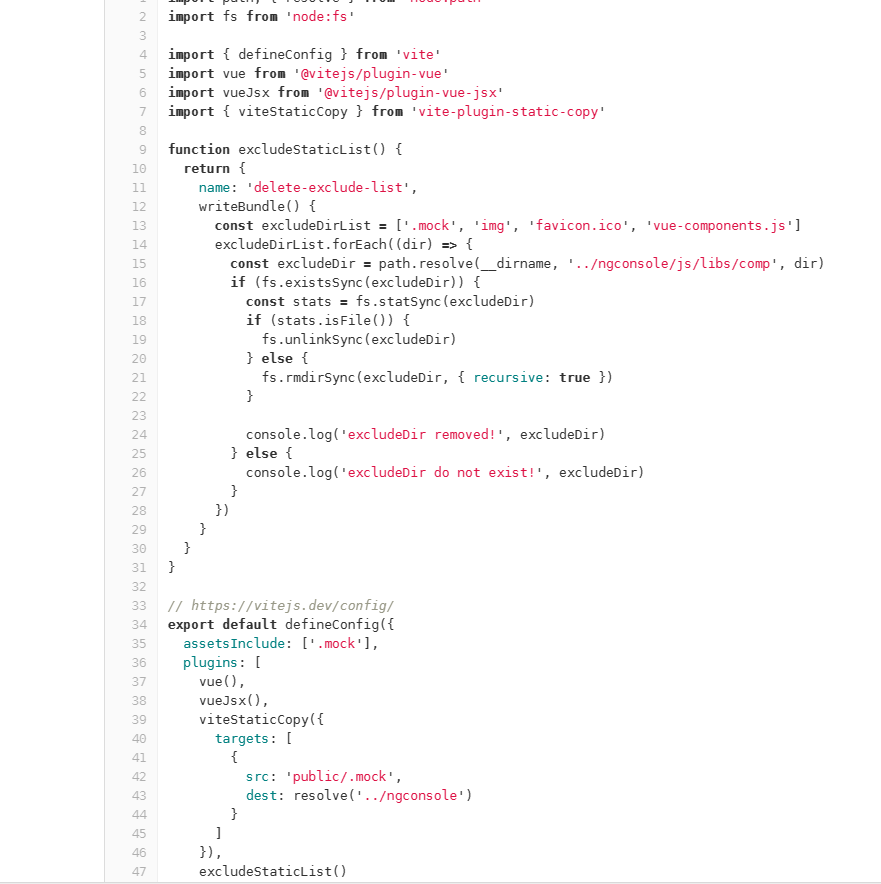 import path, { resolve } from 'node:path'
2 import fs from 'node:fs'
3
4 import { defineConfig } from 'vite'
5 import vue from '@vitejs/plugin-vue'
6 import vueJsx from '@vitejs/plugin-vue-jsx'
7 import { viteStaticCopy } from 'vite-plugin-static-copy'
8
9 function excludeStaticList() {
10   return {
11     name: 'delete-exclude-list',
12     writeBundle() {
13       const excludeDirList = ['.mock', 'img', 'favicon.ico', 'vue-components.js']
14       excludeDirList.forEach((dir) => {
15         const excludeDir = path.resolve(__dirname, '../ngconsole/js/libs/comp', dir)
16         if (fs.existsSync(excludeDir)) {
17           const stats = fs.statSync(excludeDir)
18           if (stats.isFile()) {
19             fs.unlinkSync(excludeDir)
20           } else {
21             fs.rmdirSync(excludeDir, { recursive: true })
22           }
23
24           console.log('excludeDir removed!', excludeDir)
25         } else {
26           console.log('excludeDir do not exist!', excludeDir)
27         }
28       })
29     }
30   }
31 }
32
33 // https://vitejs.dev/config/
34 export default defineConfig({
35   assetsInclude: ['.mock'],
36   plugins: [
37     vue(),
38     vueJsx(),
39     viteStaticCopy({
40       targets: [
41         {
42           src: 'public/.mock',
43           dest: resolve('../ngconsole')
44         }
45       ]
46     }),
47     excludeStaticList()